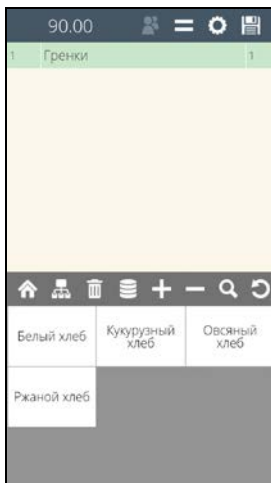 90.00
1 Гренки 1
Белый хлеб
Кукурузный
хлеб
Овсяный
хлеб
Ржаной хлеб